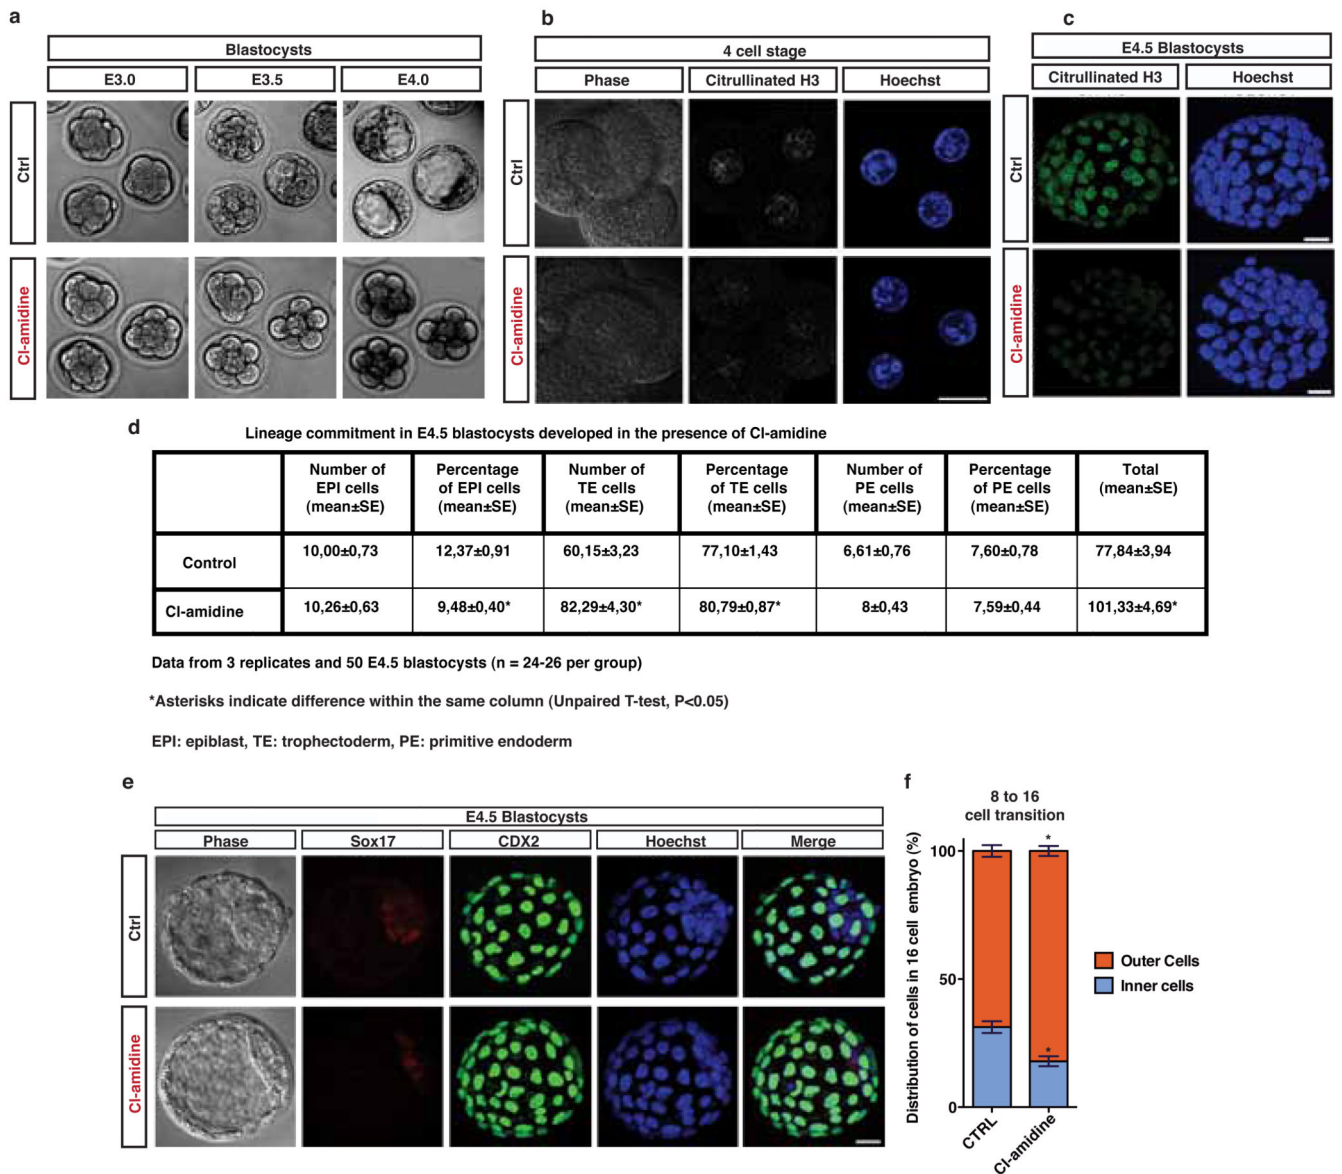 a
Blastocysts
E3.0 E3.5 E4.0
Ctrl
Cl-amidine
b
4 cell stage
Phase Citrullinated H3 Hoechst
Ctrl
Cl-amidine
c
E4.5 Blastocysts
Citrullinated H3 Hoechst
Ctrl
Cl-amidine
d
Lineage commitment in E4.5 blastocysts developed in the presence of Cl-amidine
Number of EPI cells (mean±SE) Percentage of EPI cells (mean±SE) Number of TE cells (mean±SE) Percentage of TE cells (mean±SE) Number of PE cells (mean±SE) Percentage of PE cells (mean±SE) Total (mean±SE)
Control 10,00±0,73 12,37±0,91 60,15±3,23 77,10±1,43 6,61±0,76 7,60±0,78 77,84±3,94
Cl-amidine 10,26±0,63 9,48±0,40* 82,29±4,30* 80,79±0,87* 8±0,43 7,59±0,44 101,33±4,69*
Data from 3 replicates and 50 E4.5 blastocysts (n = 24-26 per group)
*Asterisks indicate difference within the same column (Unpaired T-test, P<0.05)
EPI: epiblast, TE: trophectoderm, PE: primitive endoderm
e
E4.5 Blastocysts
Phase Sox17 CDX2 Hoechst Merge
Ctrl
Cl-amidine
f
8 to 16
cell transition
Distribution of cells in 16 cell embryo (%)
100
50
0
*
*
CTRL
Cl-amidine
Outer Cells
Inner cells